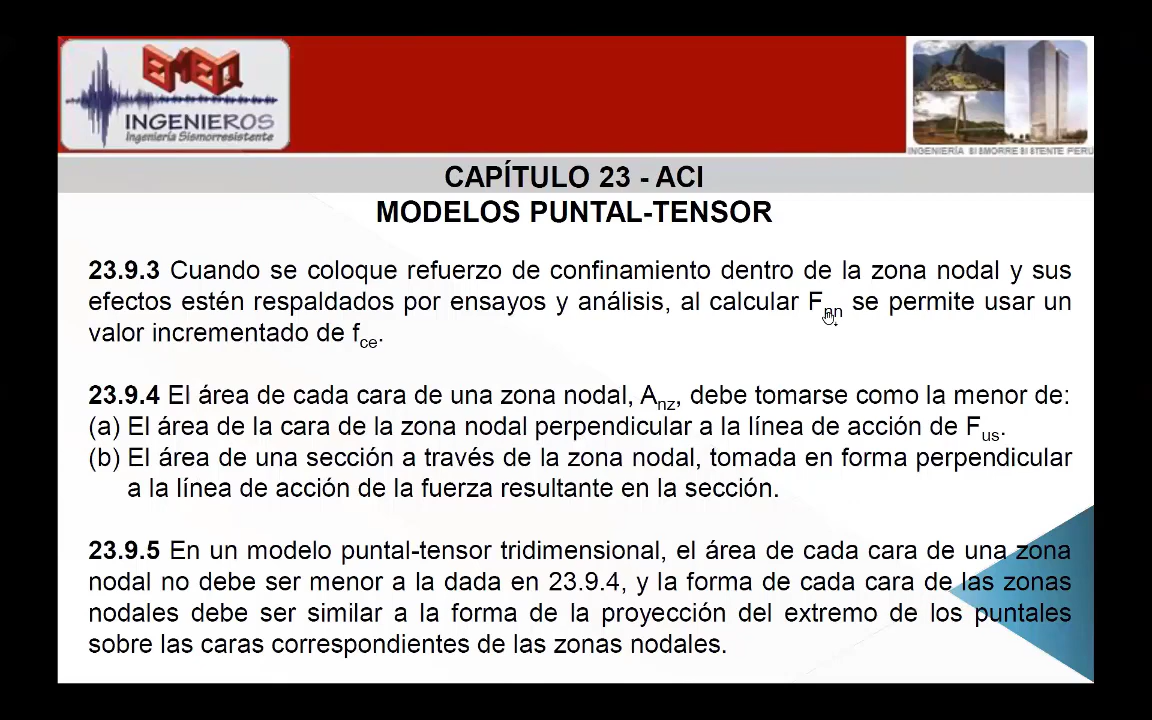 EMEQ
INGENIEROS
Ingeniería Sismorresistente
INGENIERÍA SISMORRESISTENTE PERU
CAPÍTULO 23 - ACI
MODELOS PUNTAL-TENSOR
23.9.3 Cuando se coloque refuerzo de confinamiento dentro de la zona nodal y sus
efectos estén respaldados por ensayos y análisis, al calcular Fnn se permite usar un
valor incrementado de fce.
23.9.4 El área de cada cara de una zona nodal, Anz, debe tomarse como la menor de:
(a) El área de la cara de la zona nodal perpendicular a la línea de acción de Fus.
(b) El área de una sección a través de la zona nodal, tomada en forma perpendicular
a la línea de acción de la fuerza resultante en la sección.
23.9.5 En un modelo puntal-tensor tridimensional, el área de cada cara de una zona
nodal no debe ser menor a la dada en 23.9.4, y la forma de cada cara de las zonas
nodales debe ser similar a la forma de la proyección del extremo de los puntales
sobre las caras correspondientes de las zonas nodales.